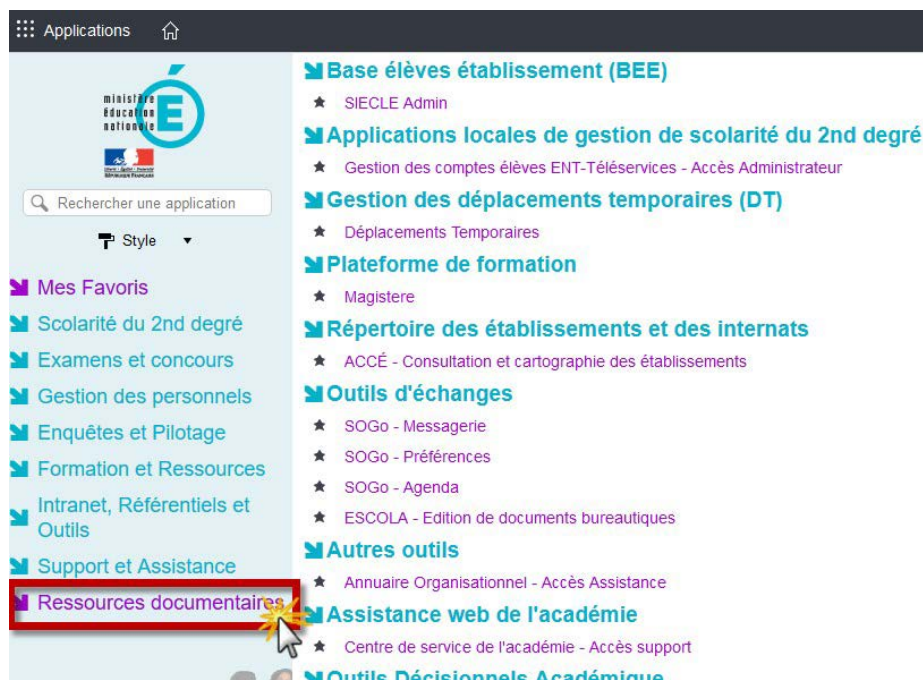 Applications
ministère
éducation
nationale
Liberté • Égalité • Fraternité
RÉPUBLIQUE FRANÇAISE
Rechercher une application
Style
Mes Favoris
Scolarité du 2nd degré
Examens et concours
Gestion des personnels
Enquêtes et Pilotage
Formation et Ressources
Intranet, Référentiels et
Outils
Support et Assistance
Ressources documentaires
Base élèves établissement (BEE)
SIECLE Admin
Applications locales de gestion de scolarité du 2nd degré
Gestion des comptes élèves ENT-Téléservices - Accès Administrateur
Gestion des déplacements temporaires (DT)
Déplacements Temporaires
Plateforme de formation
Magistere
Répertoire des établissements et des internats
ACCÉ - Consultation et cartographie des établissements
Outils d'échanges
SOGo - Messagerie
SOGo - Préférences
SOGo - Agenda
ESCOLA - Edition de documents bureautiques
Autres outils
Annuaire Organisationnel - Accès Assistance
Assistance web de l'académie
Centre de service de l'académie - Accès support
Outils Décisionnels Académique